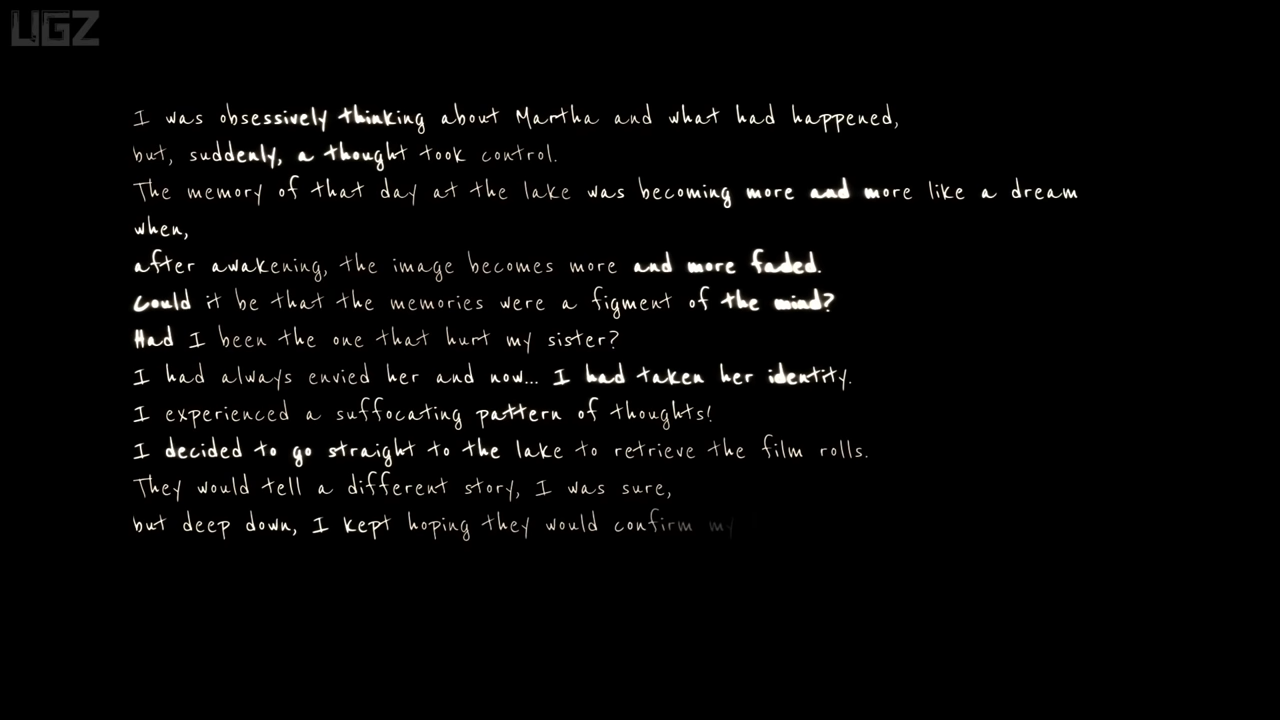 UGZ
I was obsessively thinking about Martha and what had happened,
but, suddenly, a thought took control.
The memory of that day at the lake was becoming more and more like a dream
when,
after awakening, the image becomes more and more faded.
Could it be that the memories were a figment of the mind?
Had I been the one that hurt my sister?
I had always envied her and now... I had taken her identity.
I experienced a suffocating pattern of thoughts!
I decided to go straight to the lake to retrieve the film rolls.
They would tell a different story, I was sure,
but deep down, I kept hoping they would confirm my